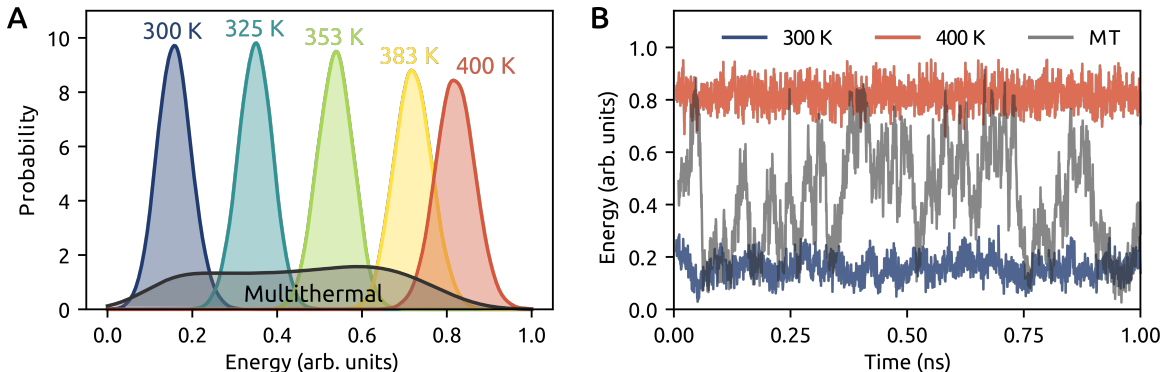 A
300 K
325 K
353 K
383 K
400 K
10
8
6
4
2
0
Probability
Multithermal
0.0 0.2 0.4 0.6 0.8 1.0
Energy (arb. units)
B
300 K 400 K MT
1.0
0.8
0.6
0.4
0.2
0.0
Energy (arb. units)
0.00 0.25 0.50 0.75 1.00
Time (ns)